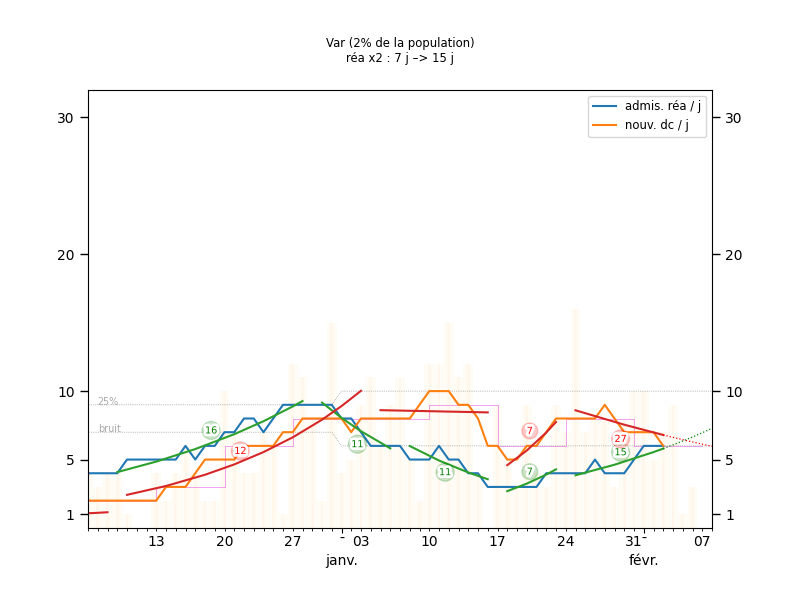 Var (2% de la population)
réa x2 : 7 j –> 15 j
admis. réa / j
nouv. dc / j
30 30
20 20
10 10
5 5
1 1
25%
bruit
16
12
11
11
7
7
27
15
13 20 27 - 03 10 17 24 31 - 07
janv. févr.